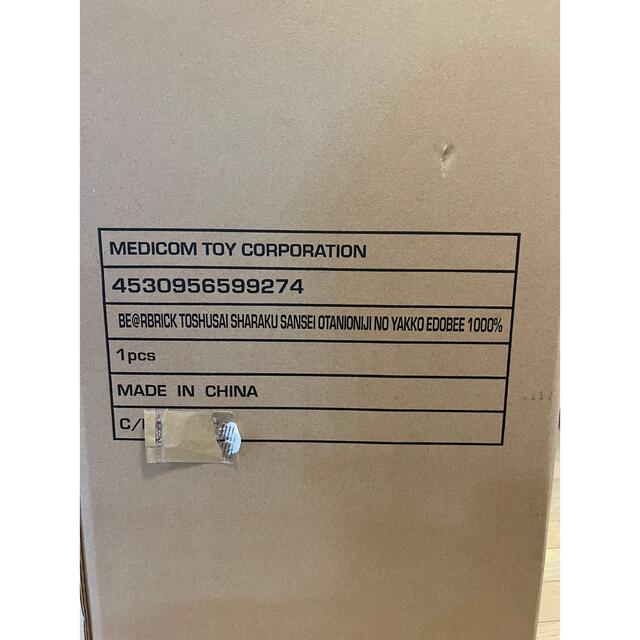 MEDICOM TOY CORPORATION
4530956599274
BE@RBRICK TOSHUSAI SHARAKU SANSEI OTANIONIJI NO YAKKO EDOBEE 1000%
1pcs
MADE IN CHINA
C/